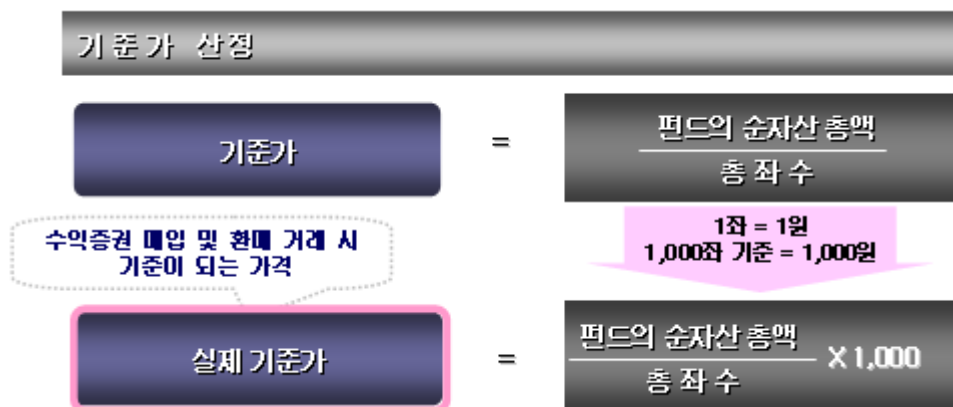 기준가 산정
기준가
=
펀드의 순자산 총액
총 좌 수
수익증권 매입 및 환매 거래 시
기준이 되는 가격
1좌 = 1원
1,000좌 기준 = 1,000원
실제 기준가
=
펀드의 순자산 총액
총 좌 수
X 1,000